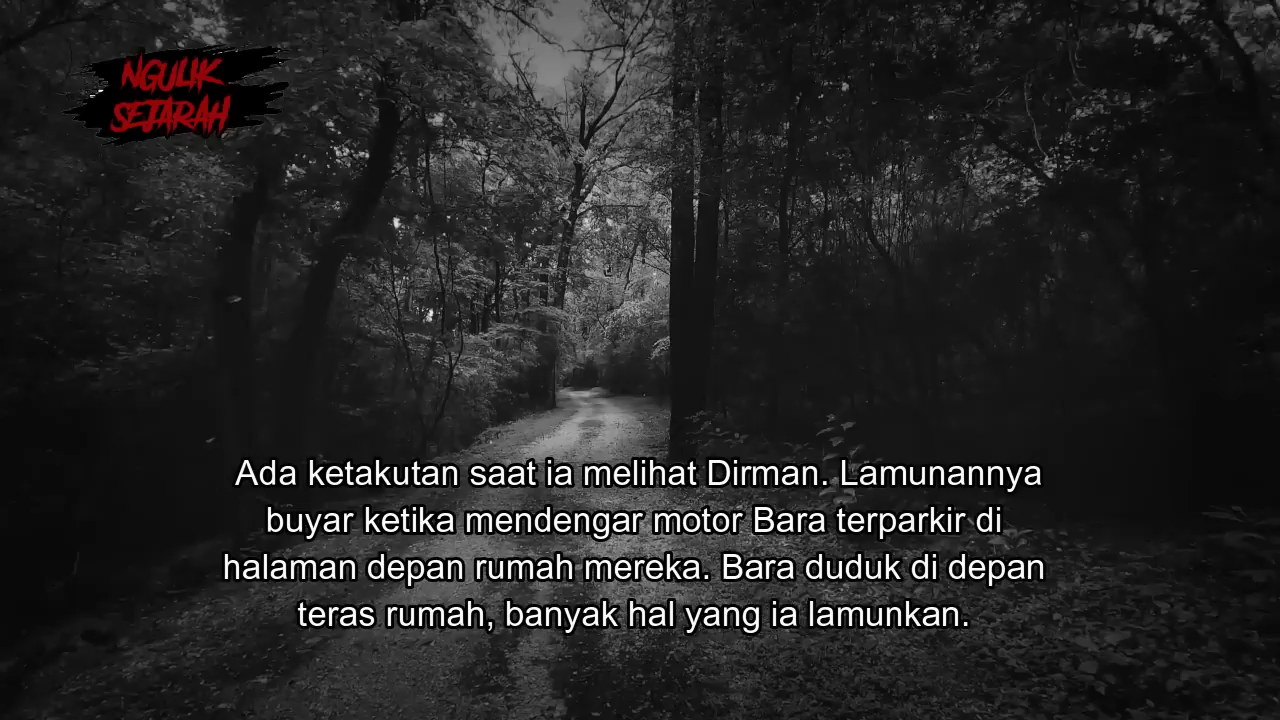 NGULIK
SEJARAH
Ada ketakutan saat ia melihat Dirman. Lamunannya
buyar ketika mendengar motor Bara terparkir di
halaman depan rumah mereka. Bara duduk di depan
teras rumah, banyak hal yang ia lamunkan.